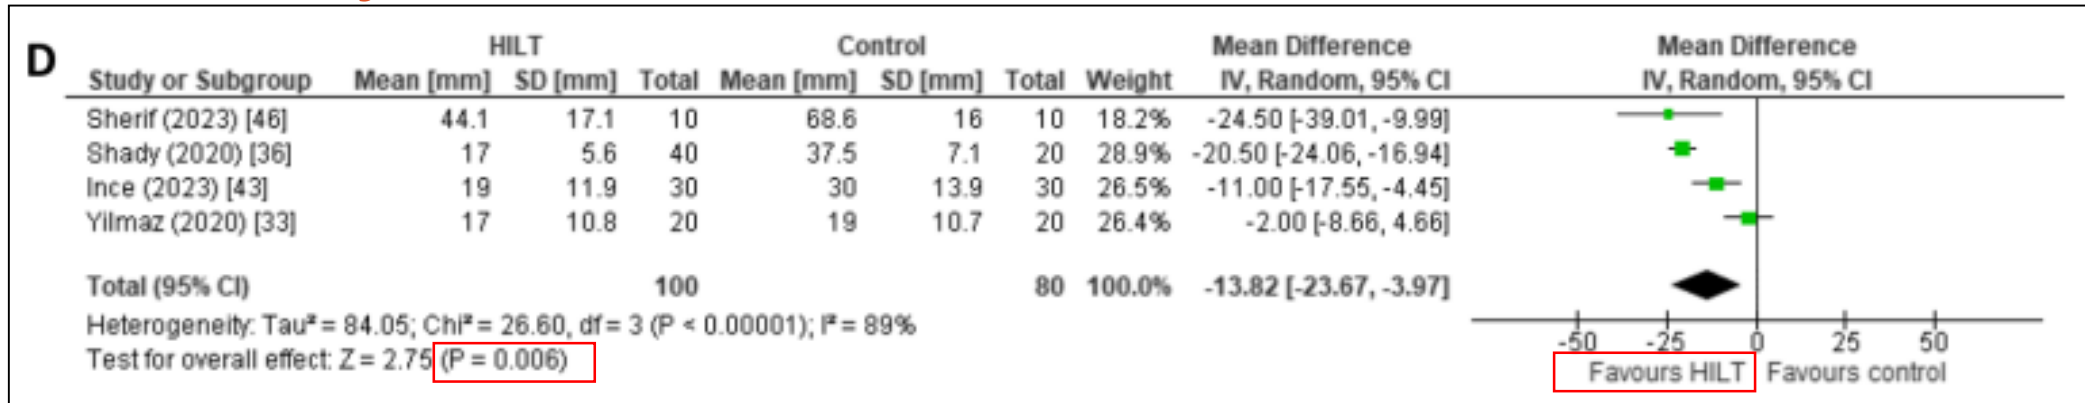 D
HILT Control Mean Difference Mean Difference
Study or Subgroup Mean [mm] SD [mm] Total Mean [mm] SD [mm] Total Weight IV, Random, 95% CI IV, Random, 95% CI
Sherif (2023) [46] 44.1 17.1 10 68.6 16 10 18.2% -24.50 [-39.01, -9.99]
Shady (2020) [36] 17 5.6 40 37.5 7.1 20 28.9% -20.50 [-24.06, -16.94]
Ince (2023) [43] 19 11.9 30 30 13.9 30 26.5% -11.00 [-17.55, -4.45]
Yilmaz (2020) [33] 17 10.8 20 19 10.7 20 26.4% -2.00 [-8.66, 4.66]
Total (95% CI) 100 80 100.0% -13.82 [-23.67, -3.97]
Heterogeneity: Tau² = 84.05; Chi² = 26.60, df = 3 (P < 0.00001); I² = 89%
Test for overall effect: Z = 2.75 (P = 0.006)
-50 -25 0 25 50
Favours HILT Favours control